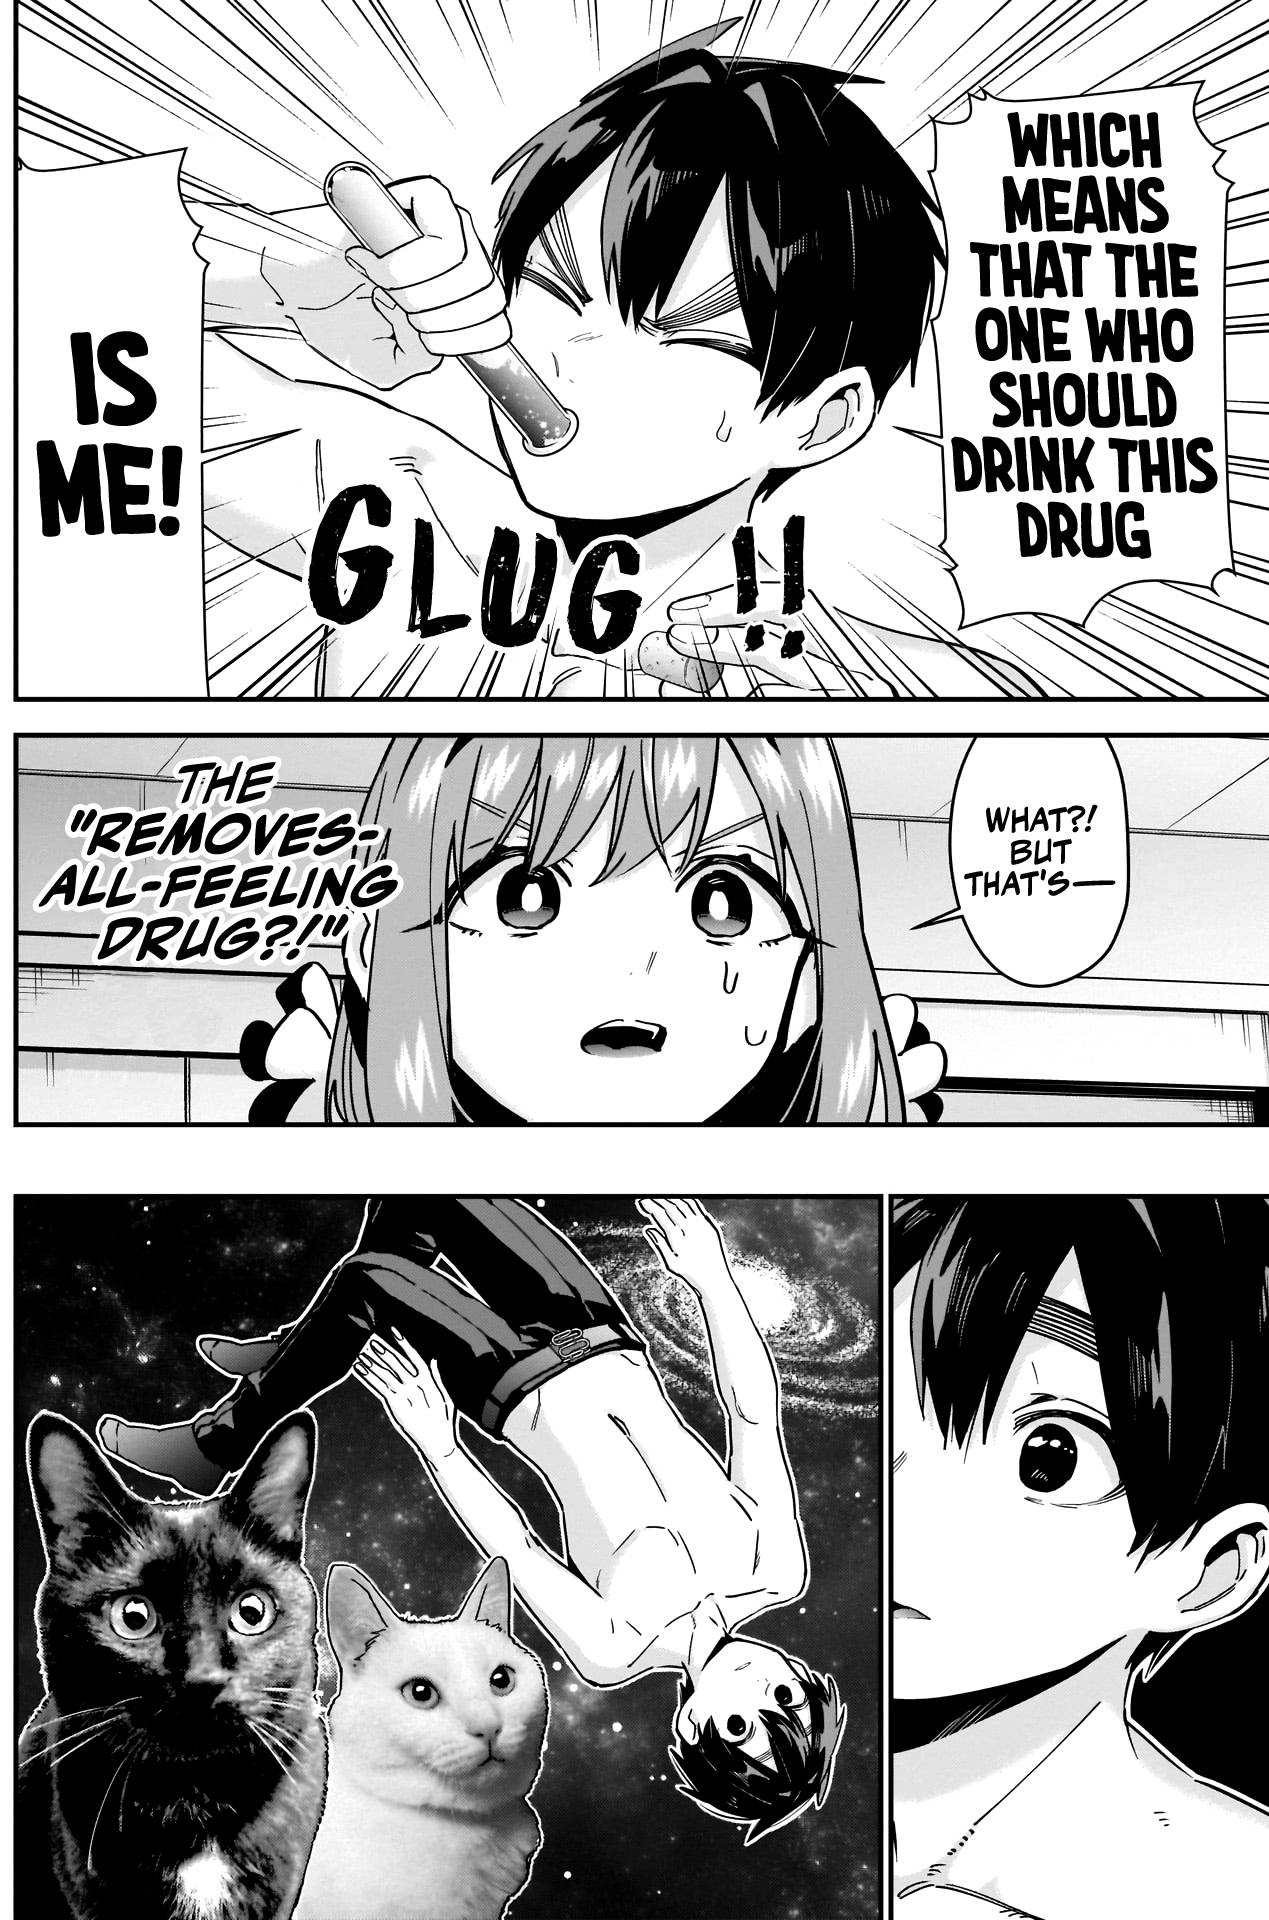 WHICH
MEANS
THAT THE
ONE WHO
SHOULD
DRINK THIS
DRUG
IS
ME!
GLUG!!
WHAT?!
BUT
THAT'S—
THE
"REMOVES-
ALL-FEELING
DRUG?!"